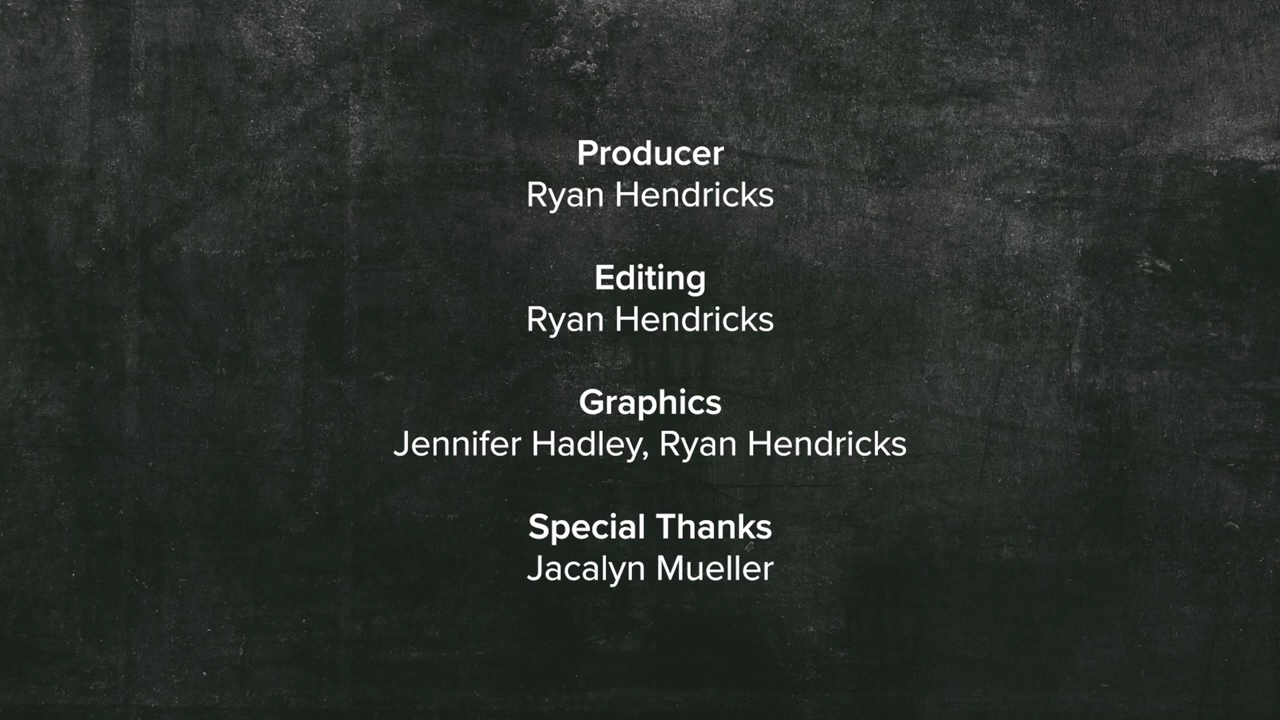 Producer
Ryan Hendricks
Editing
Ryan Hendricks
Graphics
Jennifer Hadley, Ryan Hendricks
Special Thanks
Jacalyn Mueller